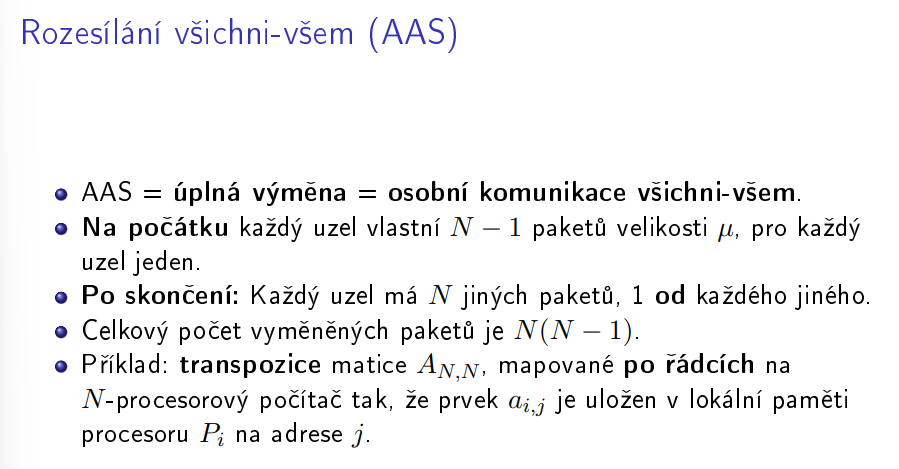 Rozesílání všichni-všem (AAS)
AAS = úplná výměna = osobní komunikace všichni-všem.
Na počátku každý uzel vlastní N − 1 paketů velikosti μ, pro každý
uzel jeden.
Po skončení: Každý uzel má N jiných paketů, 1 od každého jiného.
Celkový počet vyměněných paketů je N(N − 1).
Příklad: transpozice matice A_{N,N}, mapované po řádcích na
N-procesorový počítač tak, že prvek a_{i,j} je uložen v lokální paměti
procesoru P_i na adrese j.